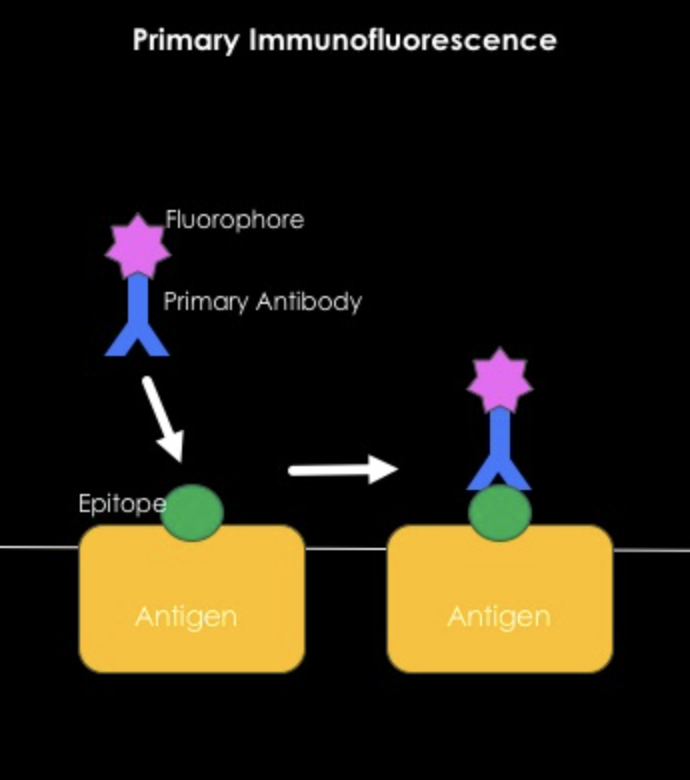 Primary Immunofluorescence
Fluorophore
Primary Antibody
Epitope
Antigen
Antigen